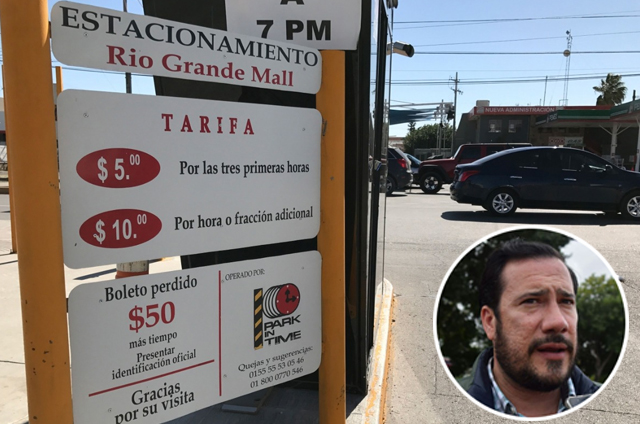 A
7 PM
ESTACIONAMIENTO
Rio Grande Mall
TARIFA
$ 5.00 Por las tres primeras horas
$ 10.00 Por hora o fracción adicional
Boleto perdido
$50
más tiempo
Presentar
identificación oficial
Gracias
por su visita
OPERADO POR:
PARK
IN
TIME
Quejas y sugerencias:
0155 55 53 05 46
01 800 0770 546
NUEVA ADMINISTRACIÓN